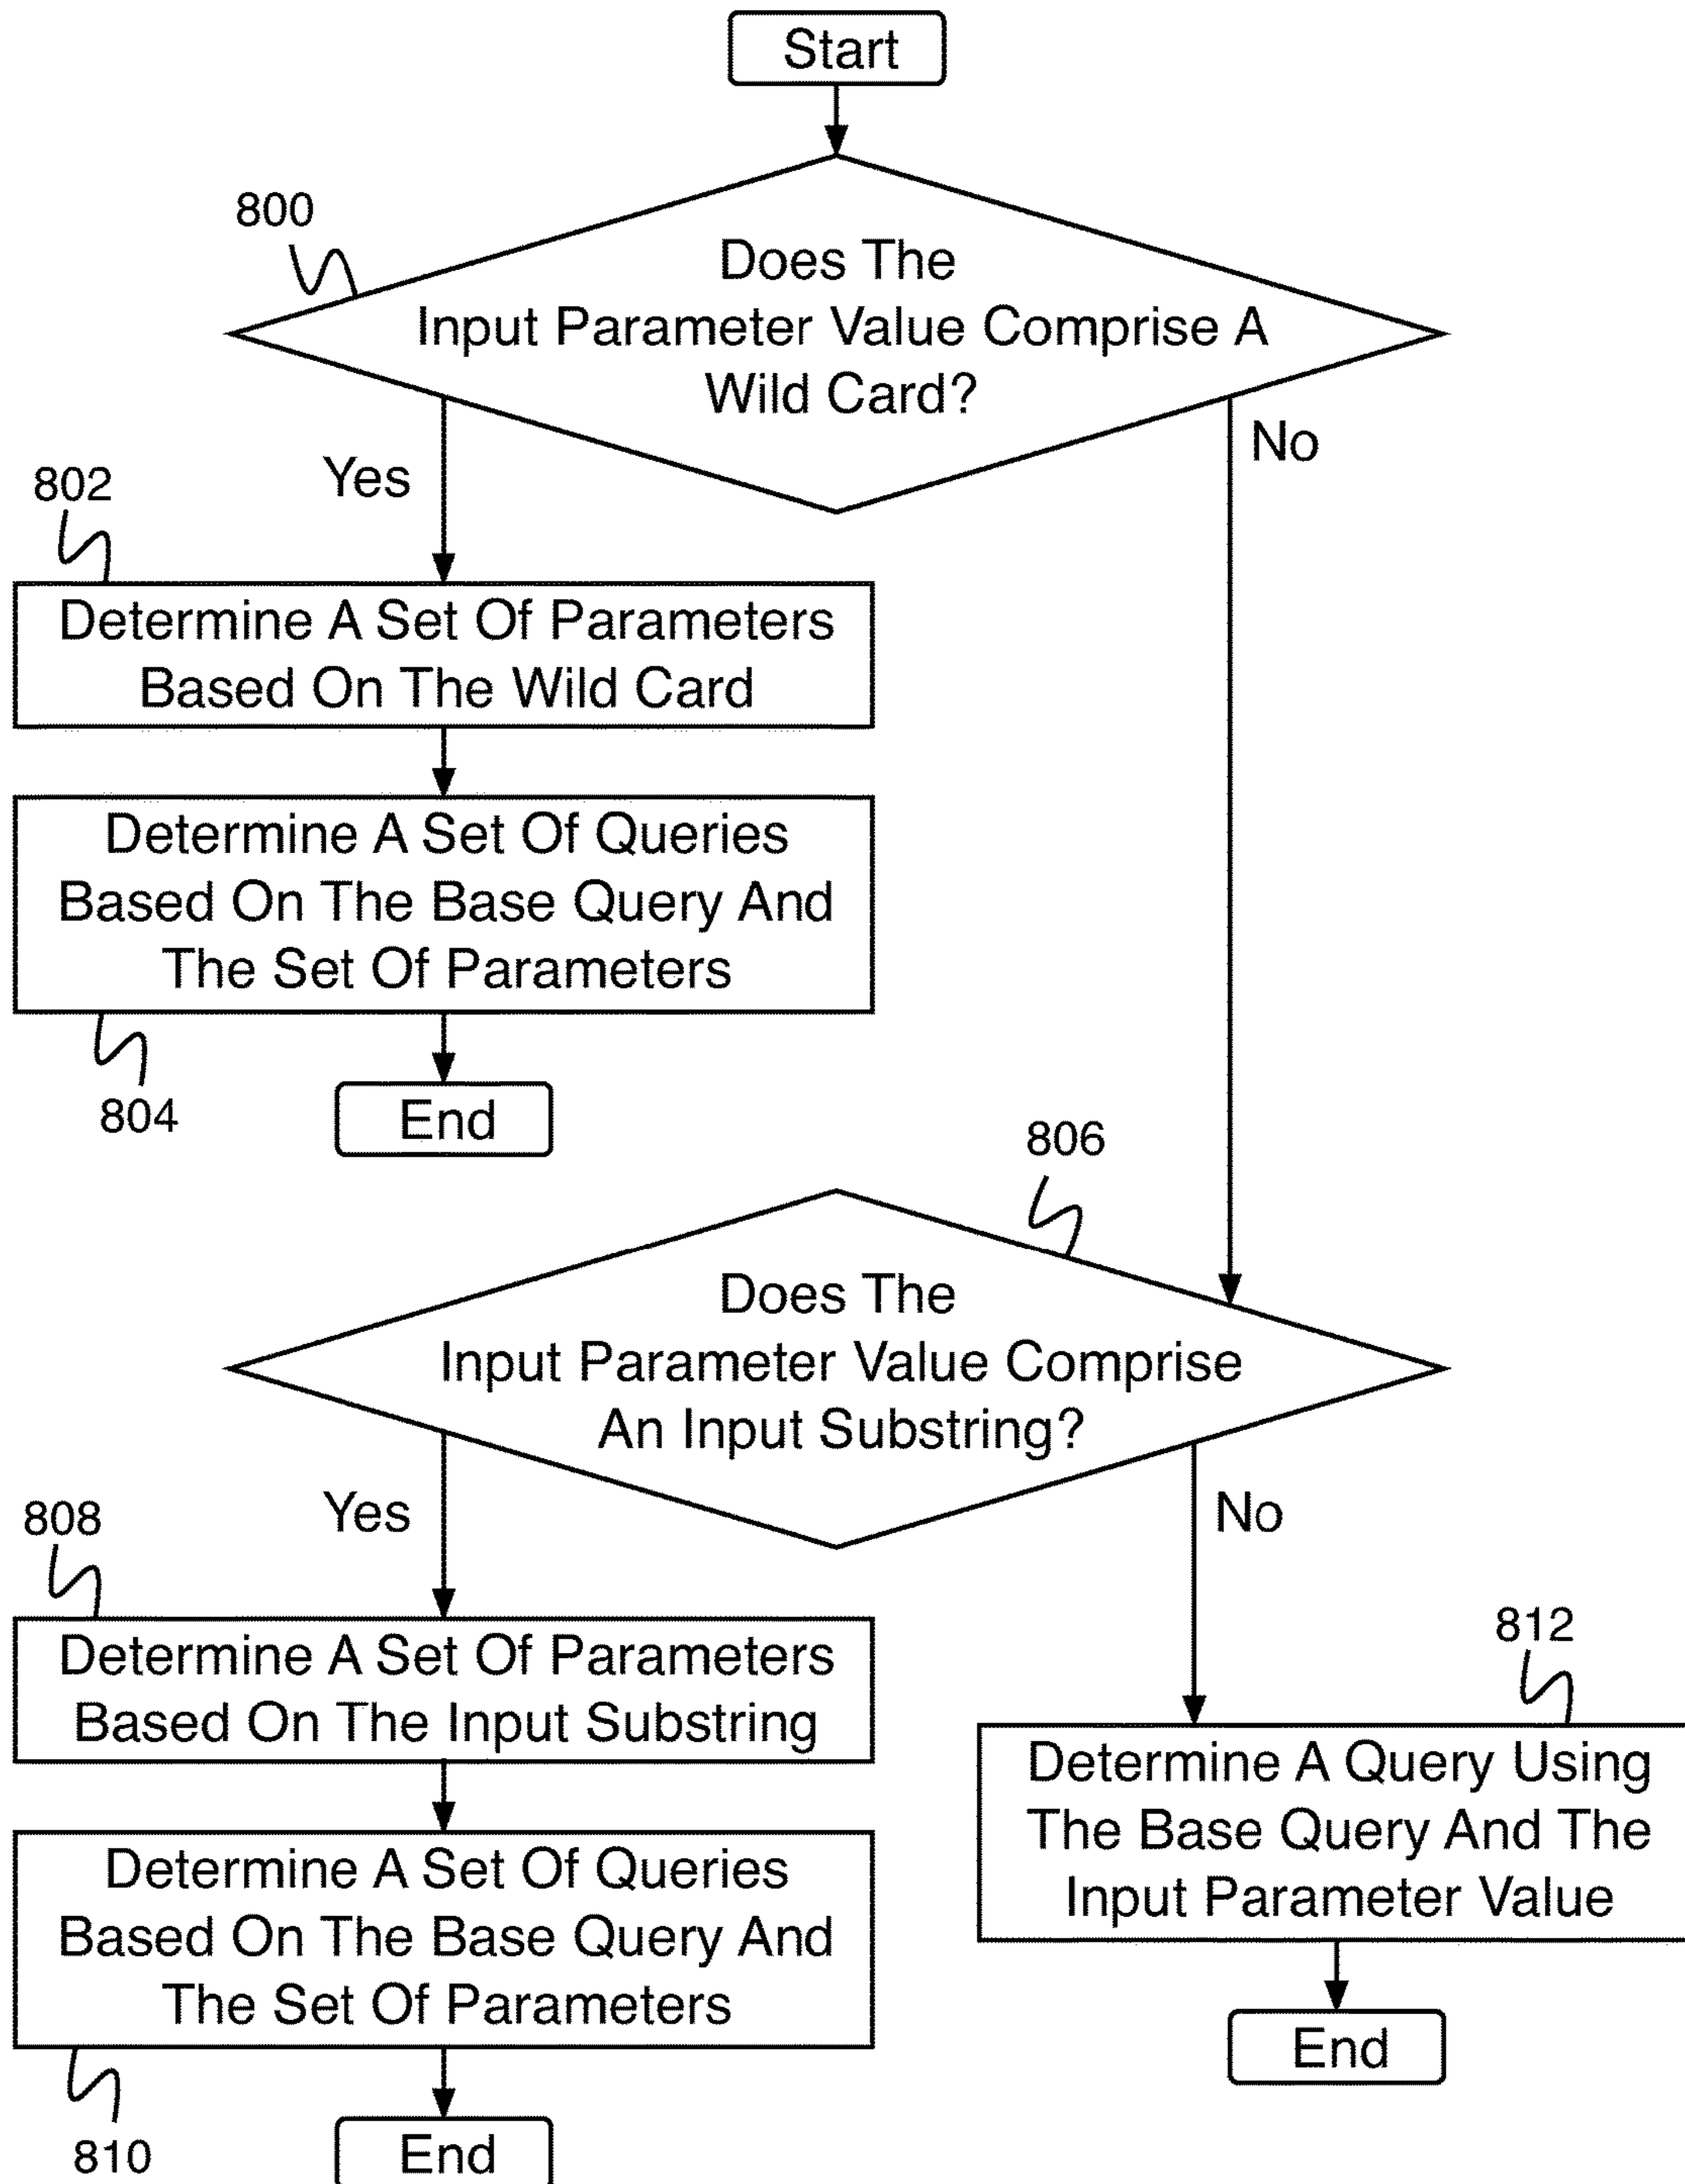 Start
800
Does The
Input Parameter Value Comprise A
Wild Card?
Yes
No
802
Determine A Set Of Parameters
Based On The Wild Card
Determine A Set Of Queries
Based On The Base Query And
The Set Of Parameters
804
End
806
Does The
Input Parameter Value Comprise
An Input Substring?
Yes
No
808
Determine A Set Of Parameters
Based On The Input Substring
812
Determine A Query Using
The Base Query And The
Input Parameter Value
Determine A Set Of Queries
Based On The Base Query And
The Set Of Parameters
End
810
End